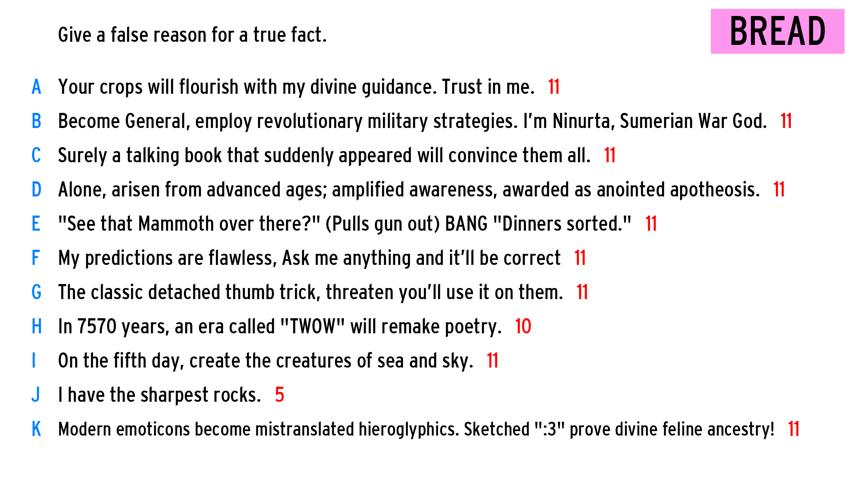 Give a false reason for a true fact.
BREAD
A Your crops will flourish with my divine guidance. Trust in me. 11
B Become General, employ revolutionary military strategies. I'm Ninurta, Sumerian War God. 11
C Surely a talking book that suddenly appeared will convince them all. 11
D Alone, arisen from advanced ages; amplified awareness, awarded as anointed apotheosis. 11
E "See that Mammoth over there?" (Pulls gun out) BANG "Dinners sorted." 11
F My predictions are flawless, Ask me anything and it'll be correct 11
G The classic detached thumb trick, threaten you'll use it on them. 11
H In 7570 years, an era called "TWOW" will remake poetry. 10
I On the fifth day, create the creatures of sea and sky. 11
J I have the sharpest rocks. 5
K Modern emoticons become mistranslated hieroglyphics. Sketched ":3" prove divine feline ancestry! 11